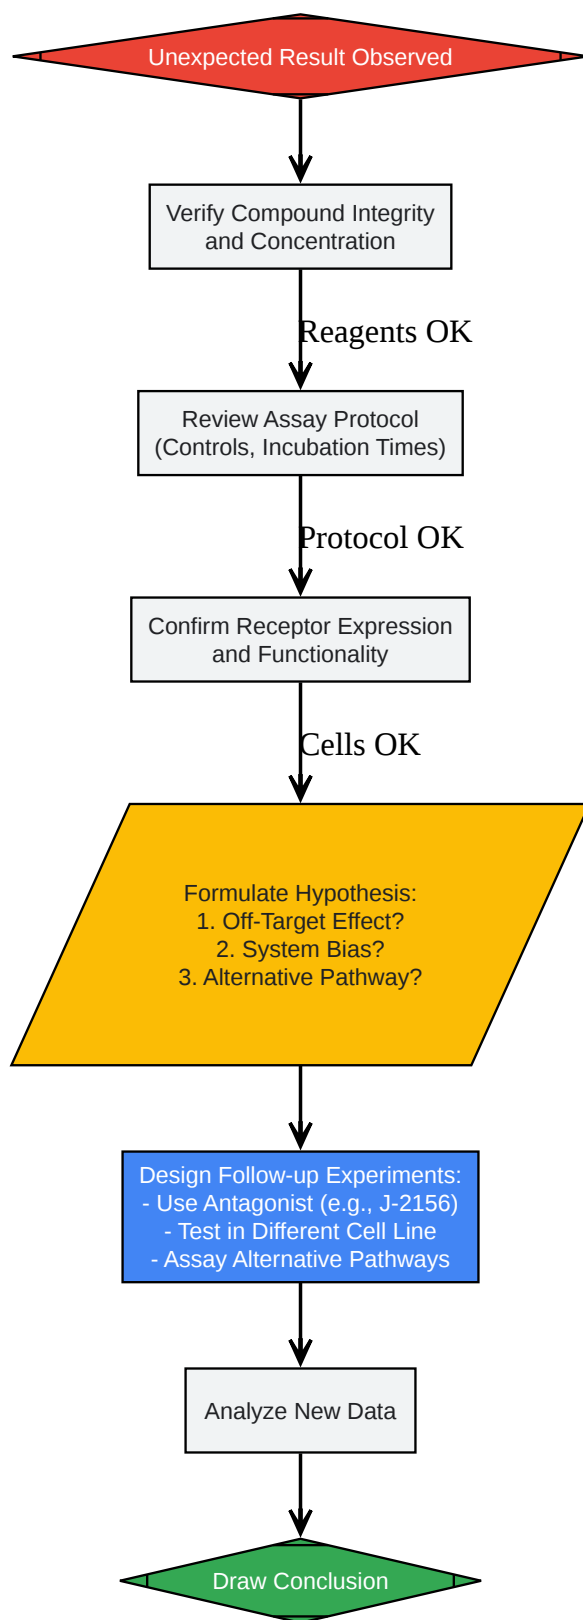 Unexpected Result Observed
Verify Compound Integrity
and Concentration
Reagents OK
Review Assay Protocol
(Controls, Incubation Times)
Protocol OK
Confirm Receptor Expression
and Functionality
Cells OK
Formulate Hypothesis:
1. Off-Target Effect?
2. System Bias?
3. Alternative Pathway?
Design Follow-up Experiments:
- Use Antagonist (e.g., J-2156)
- Test in Different Cell Line
- Assay Alternative Pathways
Analyze New Data
Draw Conclusion